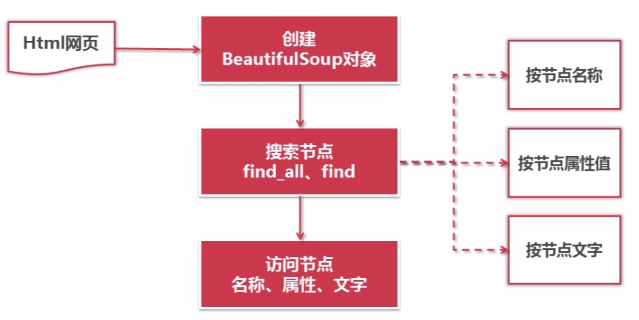 Html网页
创建
BeautifulSoup对象
搜索节点
find_all、find
访问节点
名称、属性、文字
按节点名称
按节点属性值
按节点文字